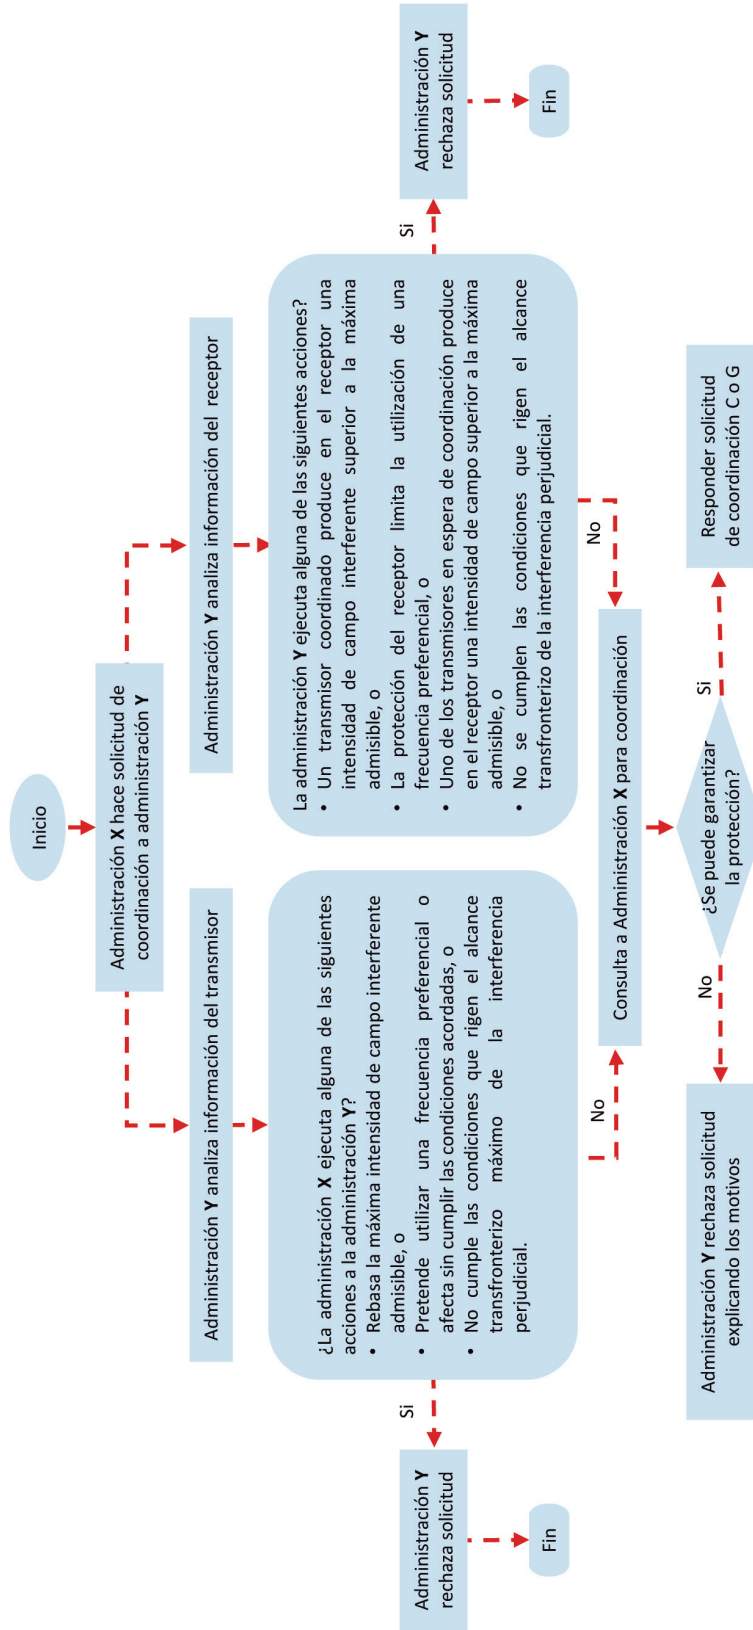 Inicio
Administración X hace solicitud de
coordinación a administración Y
Administración Y analiza información del transmisor
Administración Y analiza información del receptor
¿La administración X ejecuta alguna de las siguientes
acciones a la administración Y?
• Rebasa la máxima intensidad de campo interferente
admisible, o
• Pretende utilizar una frecuencia preferencial o
afecta sin cumplir las condiciones acordadas, o
• No cumple las condiciones que rigen el alcance
transfronterizo máximo de la interferencia
perjudicial.
La administración Y ejecuta alguna de las siguientes acciones?
• Un transmisor coordinado produce en el receptor una
intensidad de campo interferente superior a la máxima
admisible, o
• La protección del receptor limita la utilización de una
frecuencia preferencial, o
• Uno de los transmisores en espera de coordinación produce
en el receptor una intensidad de campo superior a la máxima
admisible, o
• No se cumplen las condiciones que rigen el alcance
transfronterizo de la interferencia perjudicial.
Si
Administración Y
rechaza solicitud
Fin
Si
Administración Y
rechaza solicitud
Fin
No
No
Consulta a Administración X para coordinación
¿Se puede garantizar
la protección?
No
Administración Y rechaza solicitud
explicando los motivos
Si
Responder solicitud
de coordinación C o G